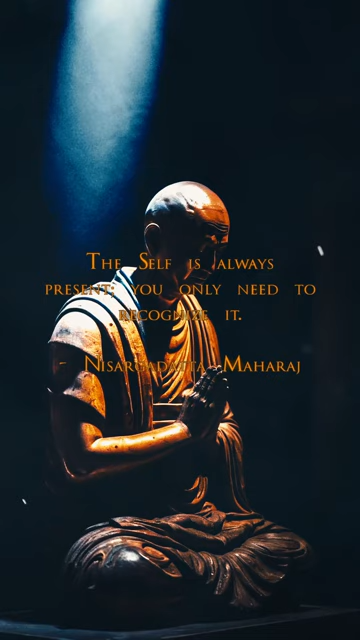 The Self is always
present; you only need to
recognize it.
Nisargadatta Maharaj